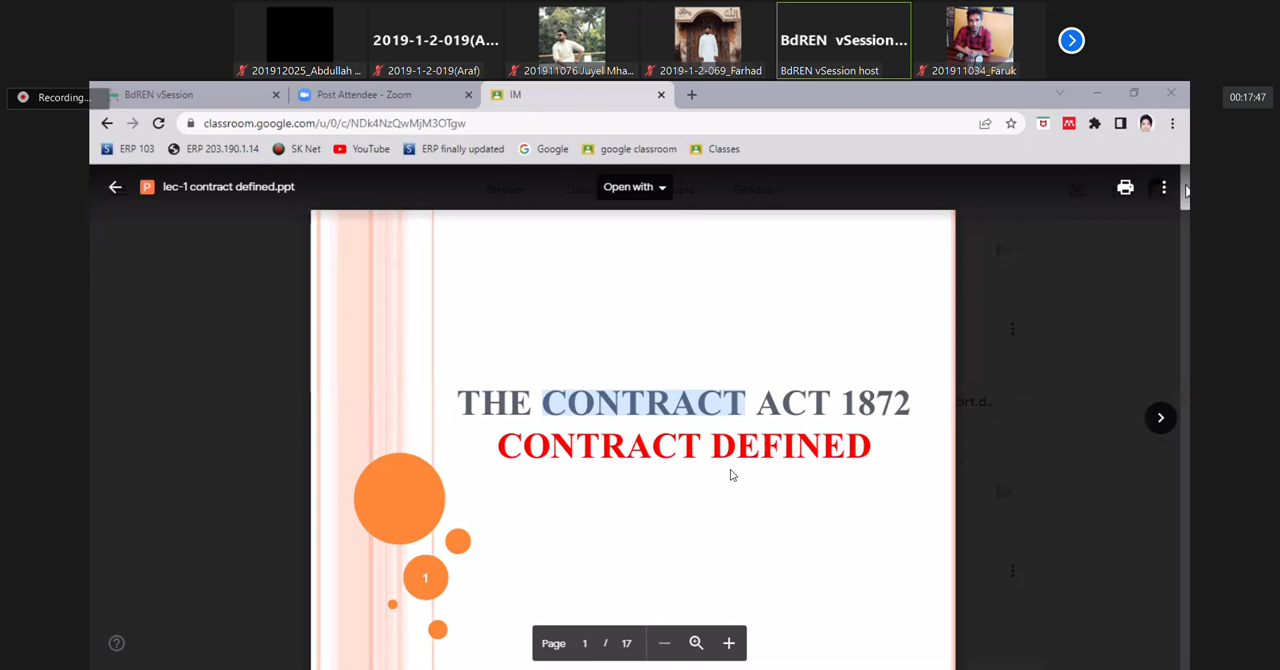 2019-1-2-019(A...
BdREN vSession...
201912025_Abdullah ...
2019-1-2-019(Araf)
201911076 Juyel Mha...
2019-1-2-069_Farhad
BdREN vSession host
201911034_Faruk
Recording...
00:17:47
BdREN vSession
Post Attendee - Zoom
IM
classroom.google.com/u/0/c/NDk4NzQwMjM3OTgw
ERP 103
ERP 203.190.1.14
SK Net
YouTube
ERP finally updated
Google
google classroom
Classes
P
lec-1 contract defined.ppt
Stream
Open with
Grades
THE CONTRACT ACT 1872
CONTRACT DEFINED
1
Page 1 / 17